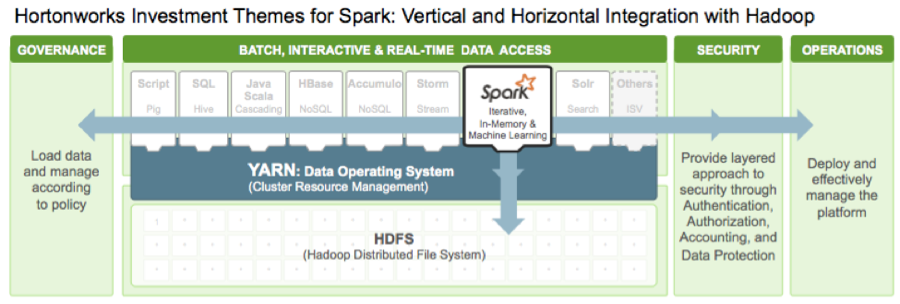 Hortonworks Investment Themes for Spark: Vertical and Horizontal Integration with Hadoop
GOVERNANCE
Load data
and manage
according
to policy
BATCH, INTERACTIVE & REAL-TIME DATA ACCESS
Script
Pig
SQL
Hive
Java
Scala
Cascading
HBase
NoSQL
Accumulo
NoSQL
Storm
Stream
Spark
Iterative,
In-Memory &
Machine Learning
Solr
Search
Others
ISV
YARN: Data Operating System
(Cluster Resource Management)
1
HDFS
(Hadoop Distributed File System)
SECURITY
Provide layered
approach to
security through
Authentication,
Authorization,
Accounting, and
Data Protection
OPERATIONS
Deploy and
effectively
manage the
platform